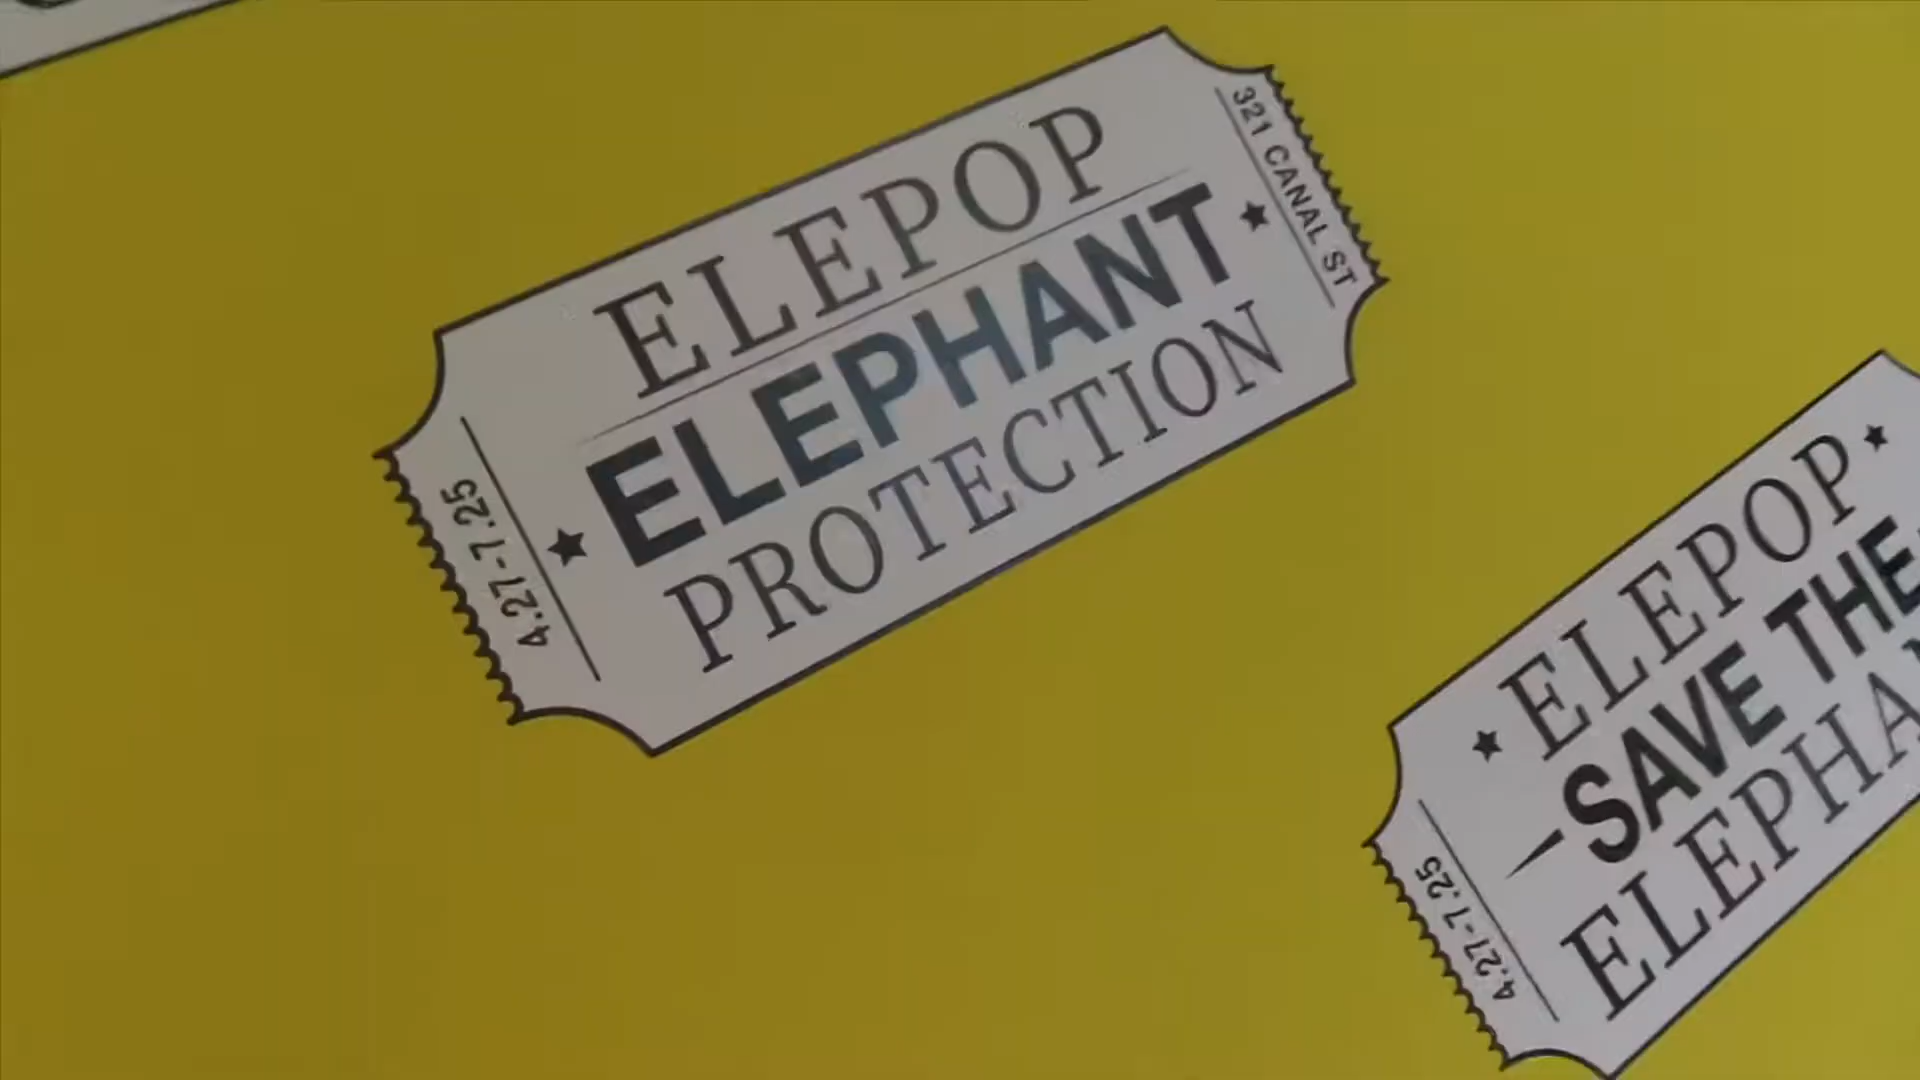 ELEPOP
ELEPHANT
PROTECTION
321 CANAL ST
4.27-7.25
ELEPOP
SAVE THE
4.27-7.25